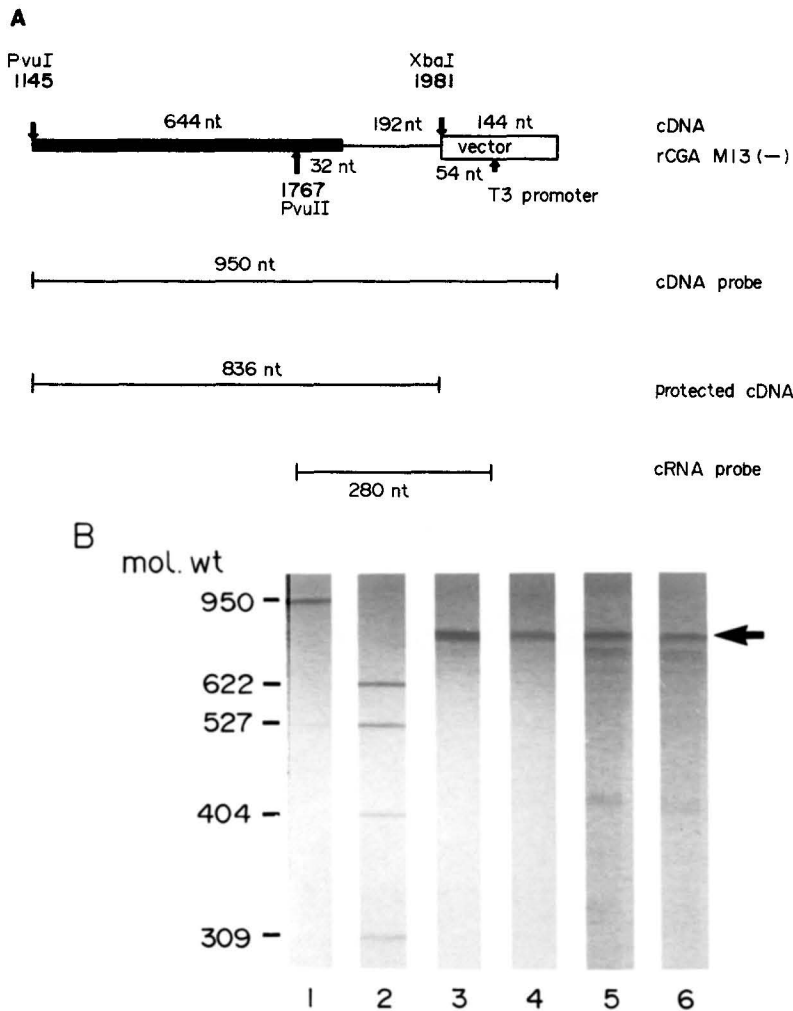 A
PvuI
1145
XbaI
1981
644 nt
192nt
144 nt
cDNA
vector
rCGA M13(−)
32 nt
54 nt
1767
PvuII
T3 promoter
950 nt
cDNA probe
836 nt
protected cDNA
cRNA probe
280 nt
B
mol. wt
950
622
527
404
309
1 2 3 4 5 6